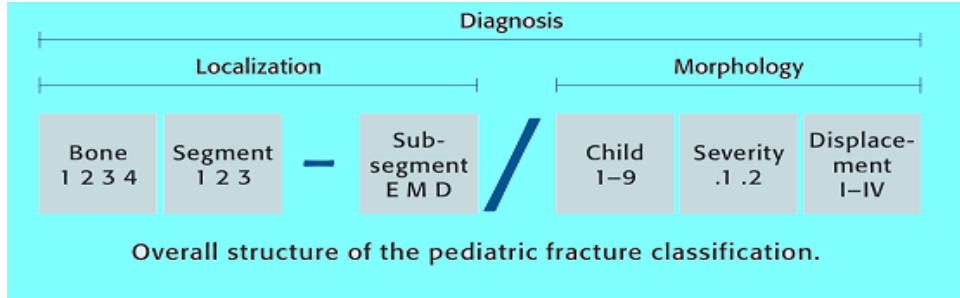 Diagnosis
Localization
Morphology
Bone
1 2 3 4
Segment
1 2 3
–
Sub-
segment
E M D
/
Child
1–9
Severity
.1 .2
Displace-
ment
I–IV
Overall structure of the pediatric fracture classification.